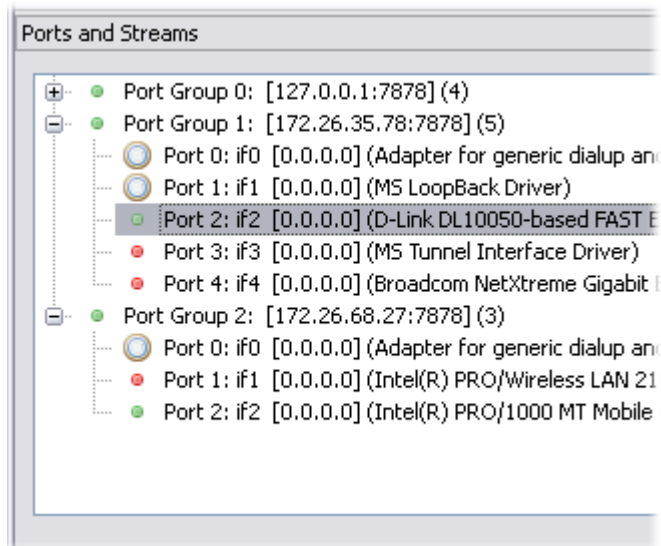 Ports and Streams
Port Group 0: [127.0.0.1:7878] (4)
Port Group 1: [172.26.35.78:7878] (5)
Port 0: if0 [0.0.0.0] (Adapter for generic dialup
Port 1: if1 [0.0.0.0] (MS LoopBack Driver)
Port 2: if2 [0.0.0.0] (D-Link DL10050-based FAST
Port 3: if3 [0.0.0.0] (MS Tunnel Interface Driver)
Port 4: if4 [0.0.0.0] (Broadcom NetXtreme Gigabit
Port Group 2: [172.26.68.27:7878] (3)
Port 0: if0 [0.0.0.0] (Adapter for generic dialup
Port 1: if1 [0.0.0.0] (Intel(R) PRO/Wireless LAN 21
Port 2: if2 [0.0.0.0] (Intel(R) PRO/1000 MT Mobile